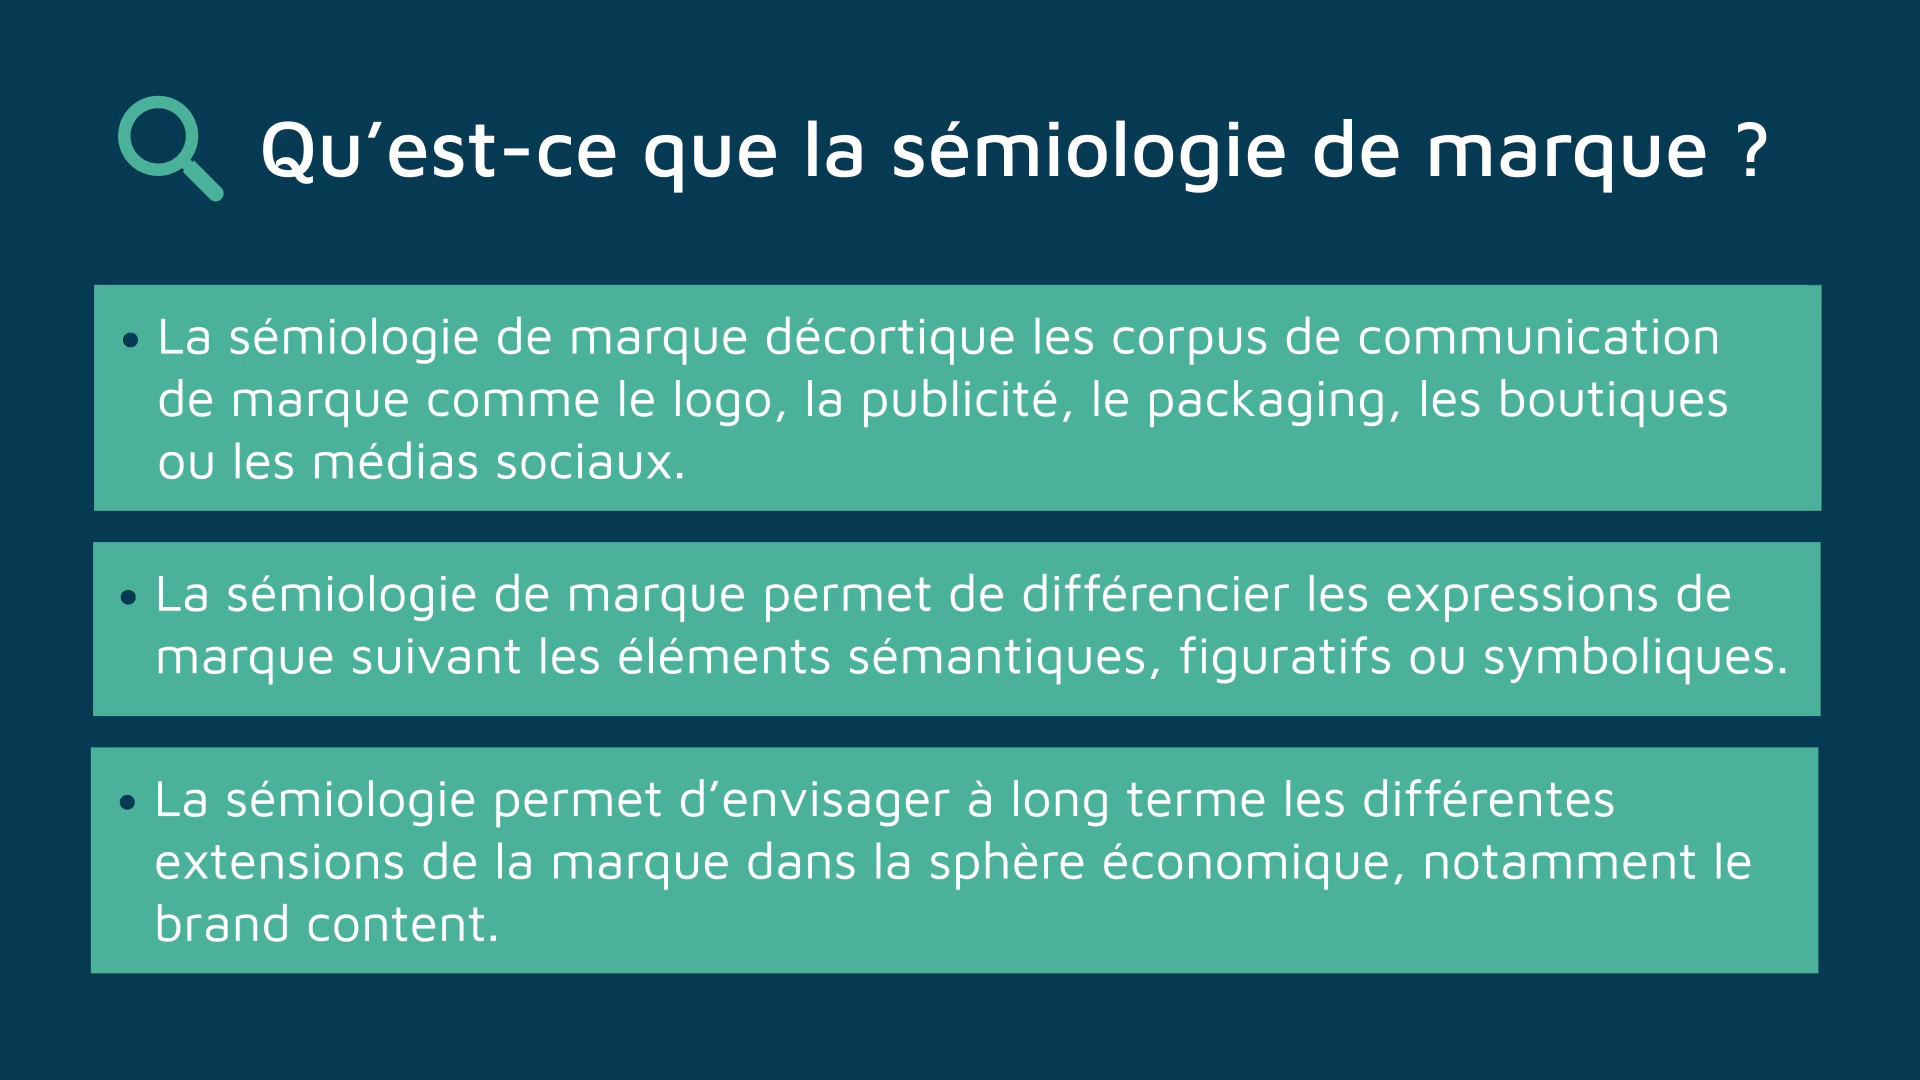 Qu’est-ce que la sémiologie de marque ?
• La sémiologie de marque décortique les corpus de communication
de marque comme le logo, la publicité, le packaging, les boutiques
ou les médias sociaux.
• La sémiologie de marque permet de différencier les expressions de
marque suivant les éléments sémantiques, figuratifs ou symboliques.
• La sémiologie permet d’envisager à long terme les différentes
extensions de la marque dans la sphère économique, notamment le
brand content.